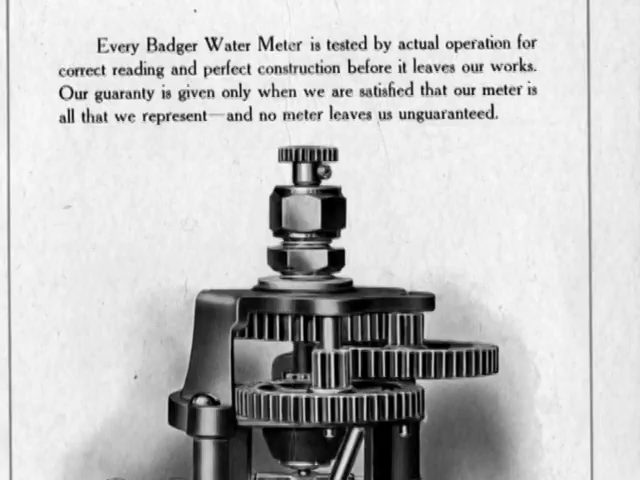 Every Badger Water Meter is tested by actual operation for
correct reading and perfect construction before it leaves our works.
Our guaranty is given only when we are satisfied that our meter is
all that we represent—and no meter leaves us unguaranteed.